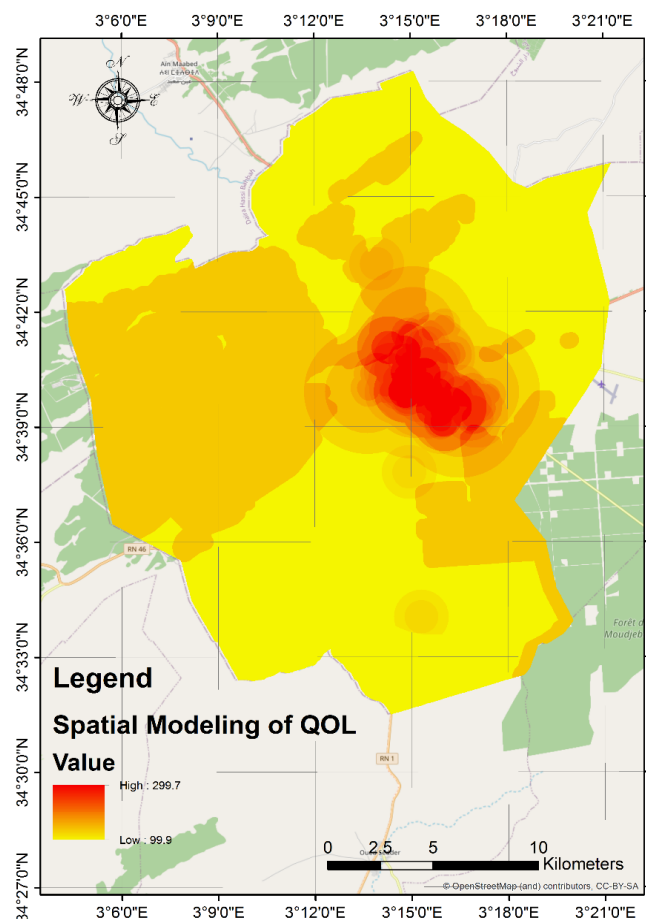 3°6'0"E 3°9'0"E 3°12'0"E 3°15'0"E 3°18'0"E 3°21'0"E
34°48'0"N
34°45'0"N
34°42'0"N
34°39'0"N
34°36'0"N
34°33'0"N
34°30'0"N
34°27'0"N
N
W E
S
Ain Maabed
Daïra Hassi Bahbah
RN 46
Forêt d
Moudjeb
RN 1
Legend
Spatial Modeling of QOL
Value
High : 299.7
Low : 99.9
0 2.5 5 10
Kilometers
© OpenStreetMap (and) contributors, CC-BY-SA
3°6'0"E 3°9'0"E 3°12'0"E 3°15'0"E 3°18'0"E 3°21'0"E